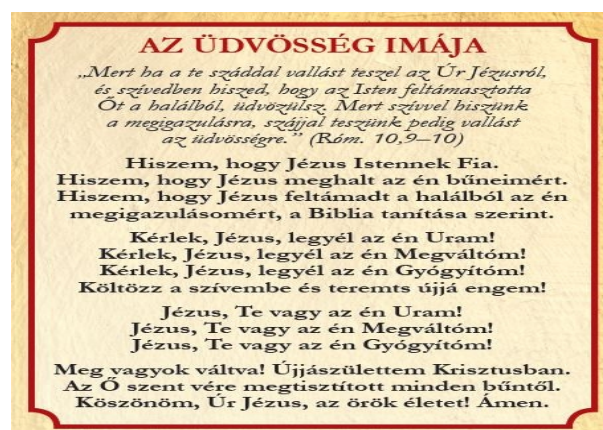 AZ ÜDVÖSSÉG IMÁJA
„Mert ha a te száddal vallást teszel az Úr Jézusról,
és szívedben hiszed, hogy az Isten feltámasztotta
Őt a halálból, üdvözülsz. Mert szívvel hiszünk
a megigazulásra, szájjal teszünk pedig vallást
az üdvösségre.” (Róm. 10,9–10)
Hiszem, hogy Jézus Istennek Fia.
Hiszem, hogy Jézus meghalt az én bűneimért.
Hiszem, hogy Jézus feltámadt a halálból az én
megigazulásomért, a Biblia tanítása szerint.
Kérlek, Jézus, legyél az én Uram!
Kérlek, Jézus, legyél az én Megváltóm!
Kérlek, Jézus, legyél az én Gyógyítóm!
Költözz a szívembe és teremts újjá engem!
Jézus, Te vagy az én Uram!
Jézus, Te vagy az én Megváltóm!
Jézus, Te vagy az én Gyógyítóm!
Meg vagyok váltva! Újjászülettem Krisztusban.
Az Ő szent vére megtisztított minden bűntől.
Köszönöm, Úr Jézus, az örök életet! Ámen.